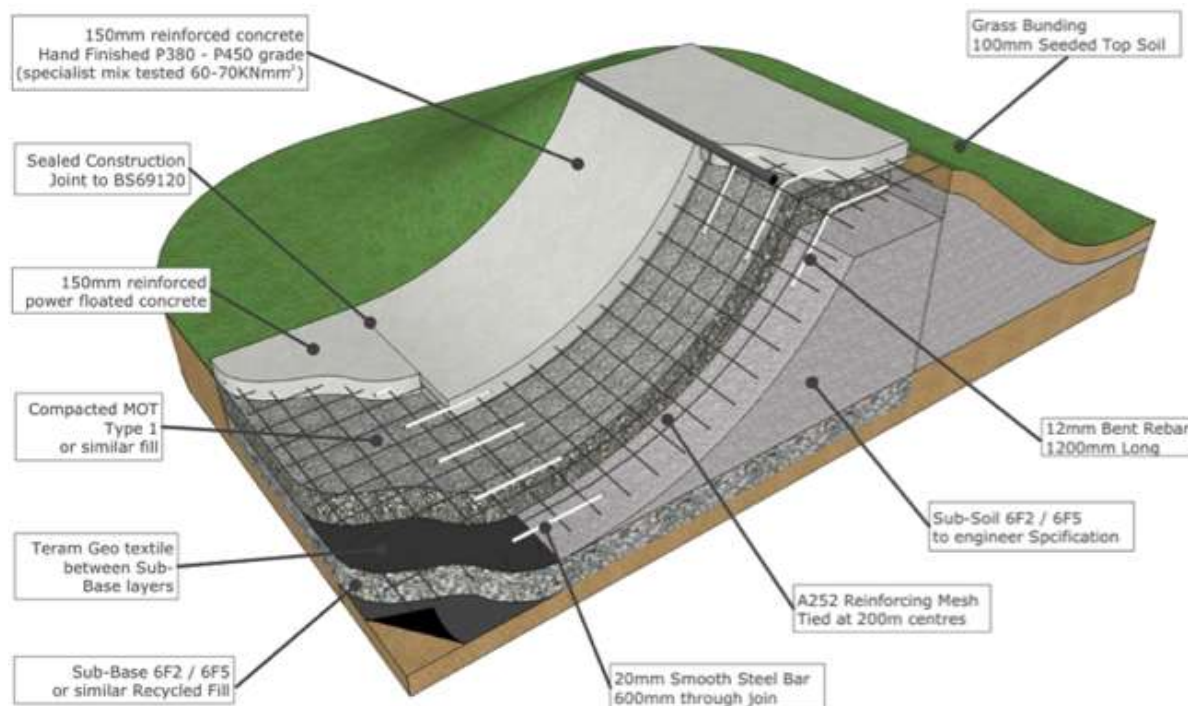 150mm reinforced concrete
Hand Finished P380 - P450 grade
(specialist mix tested 60-70KNmm²)
Grass Bunding
100mm Seeded Top Soil
Sealed Construction
Joint to BS69120
150mm reinforced
power floated concrete
Compacted MOT
Type 1
or similar fill
12mm Bent Rebar
1200mm Long
Teram Geo textile
between Sub-
Base layers
Sub-Soil 6F2 / 6F5
to engineer Spcification
A252 Reinforcing Mesh
Tied at 200m centres
Sub-Base 6F2 / 6F5
or similar Recycled Fill
20mm Smooth Steel Bar
600mm through join